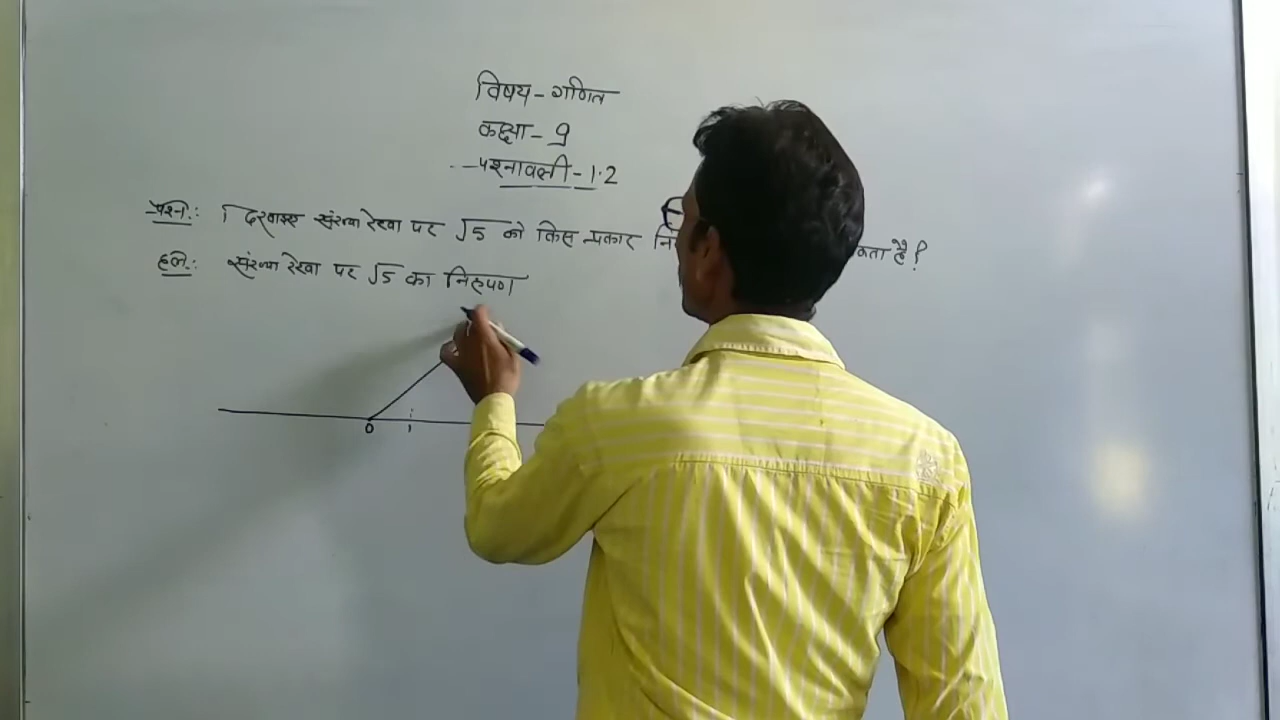 विषय - गणित
कक्षा - 9
प्रश्नावली - 1.2
प्रश्न: दिखाइए संख्या रेखा पर √5 को किस प्रकार नि कता है?
हल: संख्या रेखा पर √5 का निरुपण
0 1